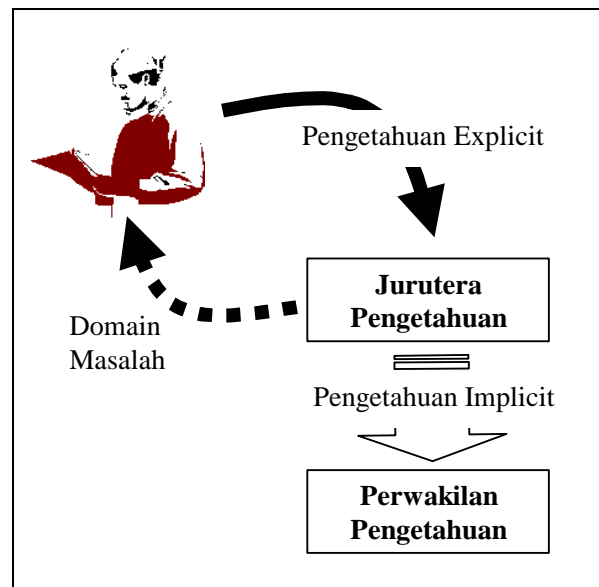 Pengetahuan Explicit
Jurutera
Pengetahuan
Domain
Masalah
Pengetahuan Implicit
Perwakilan
Pengetahuan